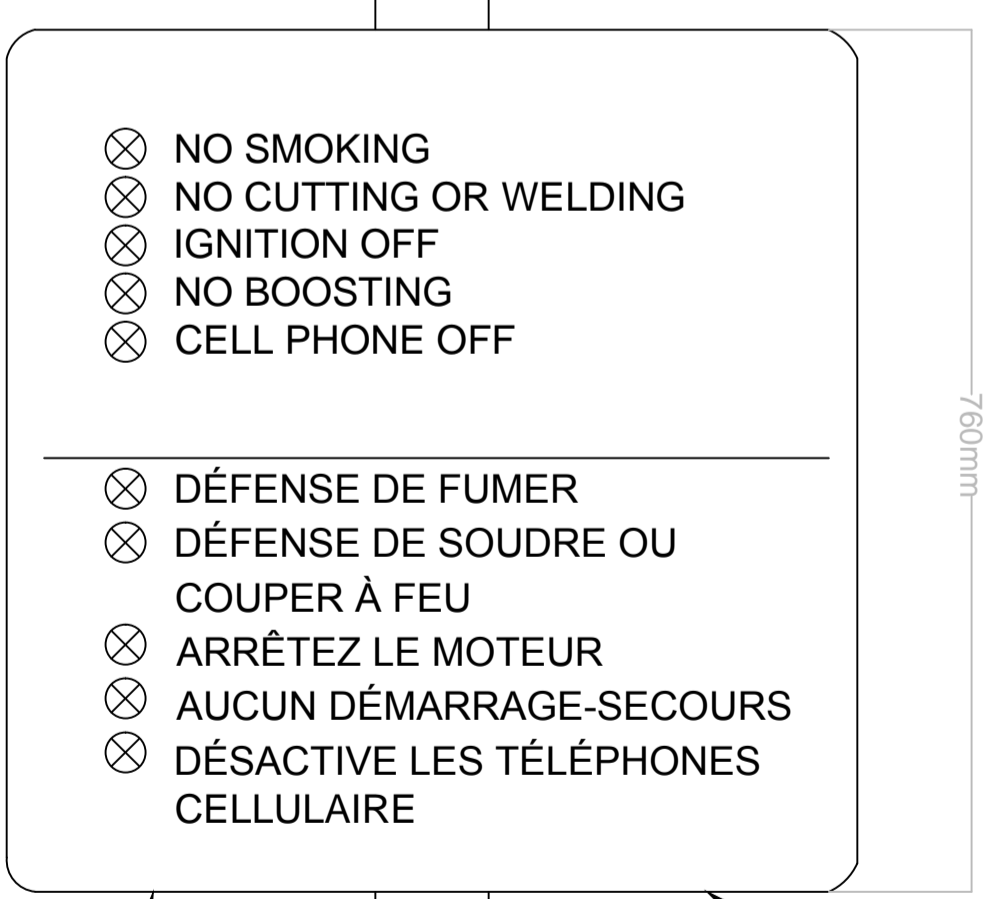 NO SMOKING
NO CUTTING OR WELDING
IGNITION OFF
NO BOOSTING
CELL PHONE OFF
DÉFENSE DE FUMER
DÉFENSE DE SOUDRE OU
COUPER À FEU
ARRÊTEZ LE MOTEUR
AUCUN DÉMARRAGE-SECOURS
DÉSACTIVE LES TÉLÉPHONES
CELLULAIRE
760mm